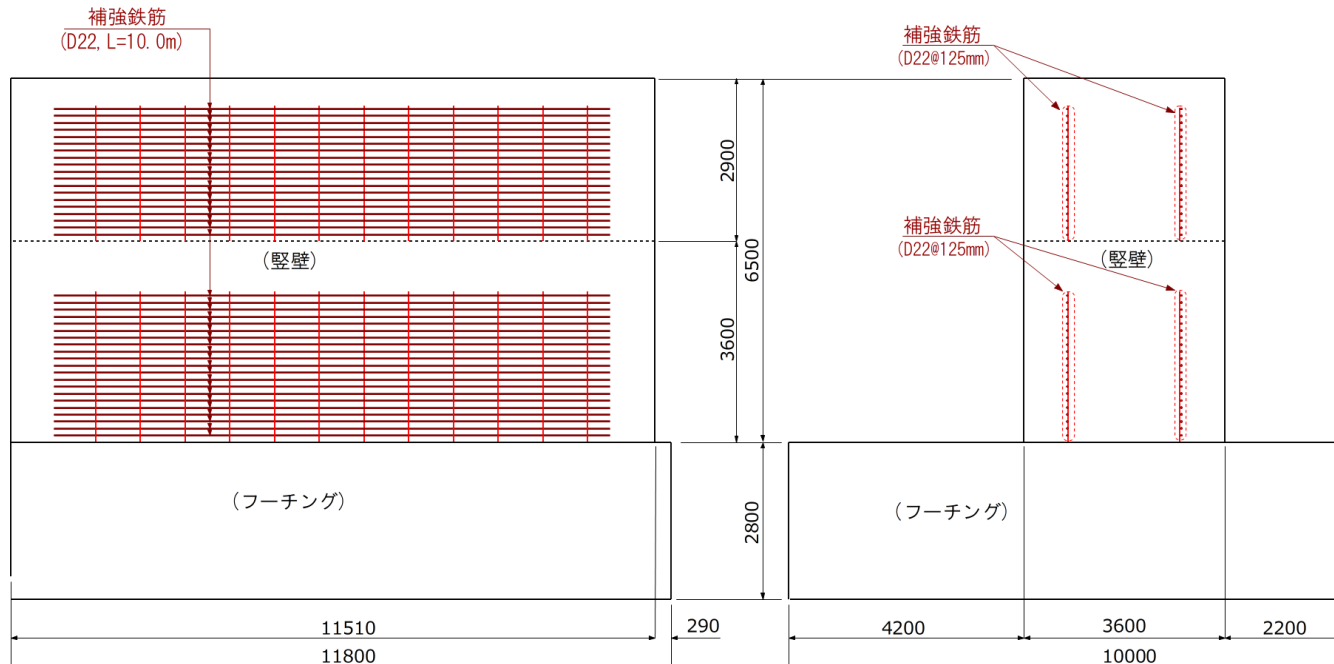 補強鉄筋
(D22, L=10.0m)
補強鉄筋
(D22@125mm)
2900
6500
補強鉄筋
(D22@125mm)
(竪壁)
(竪壁)
3600
(フーチング)
(フーチング)
2800
11510
290
4200
3600
2200
11800
10000